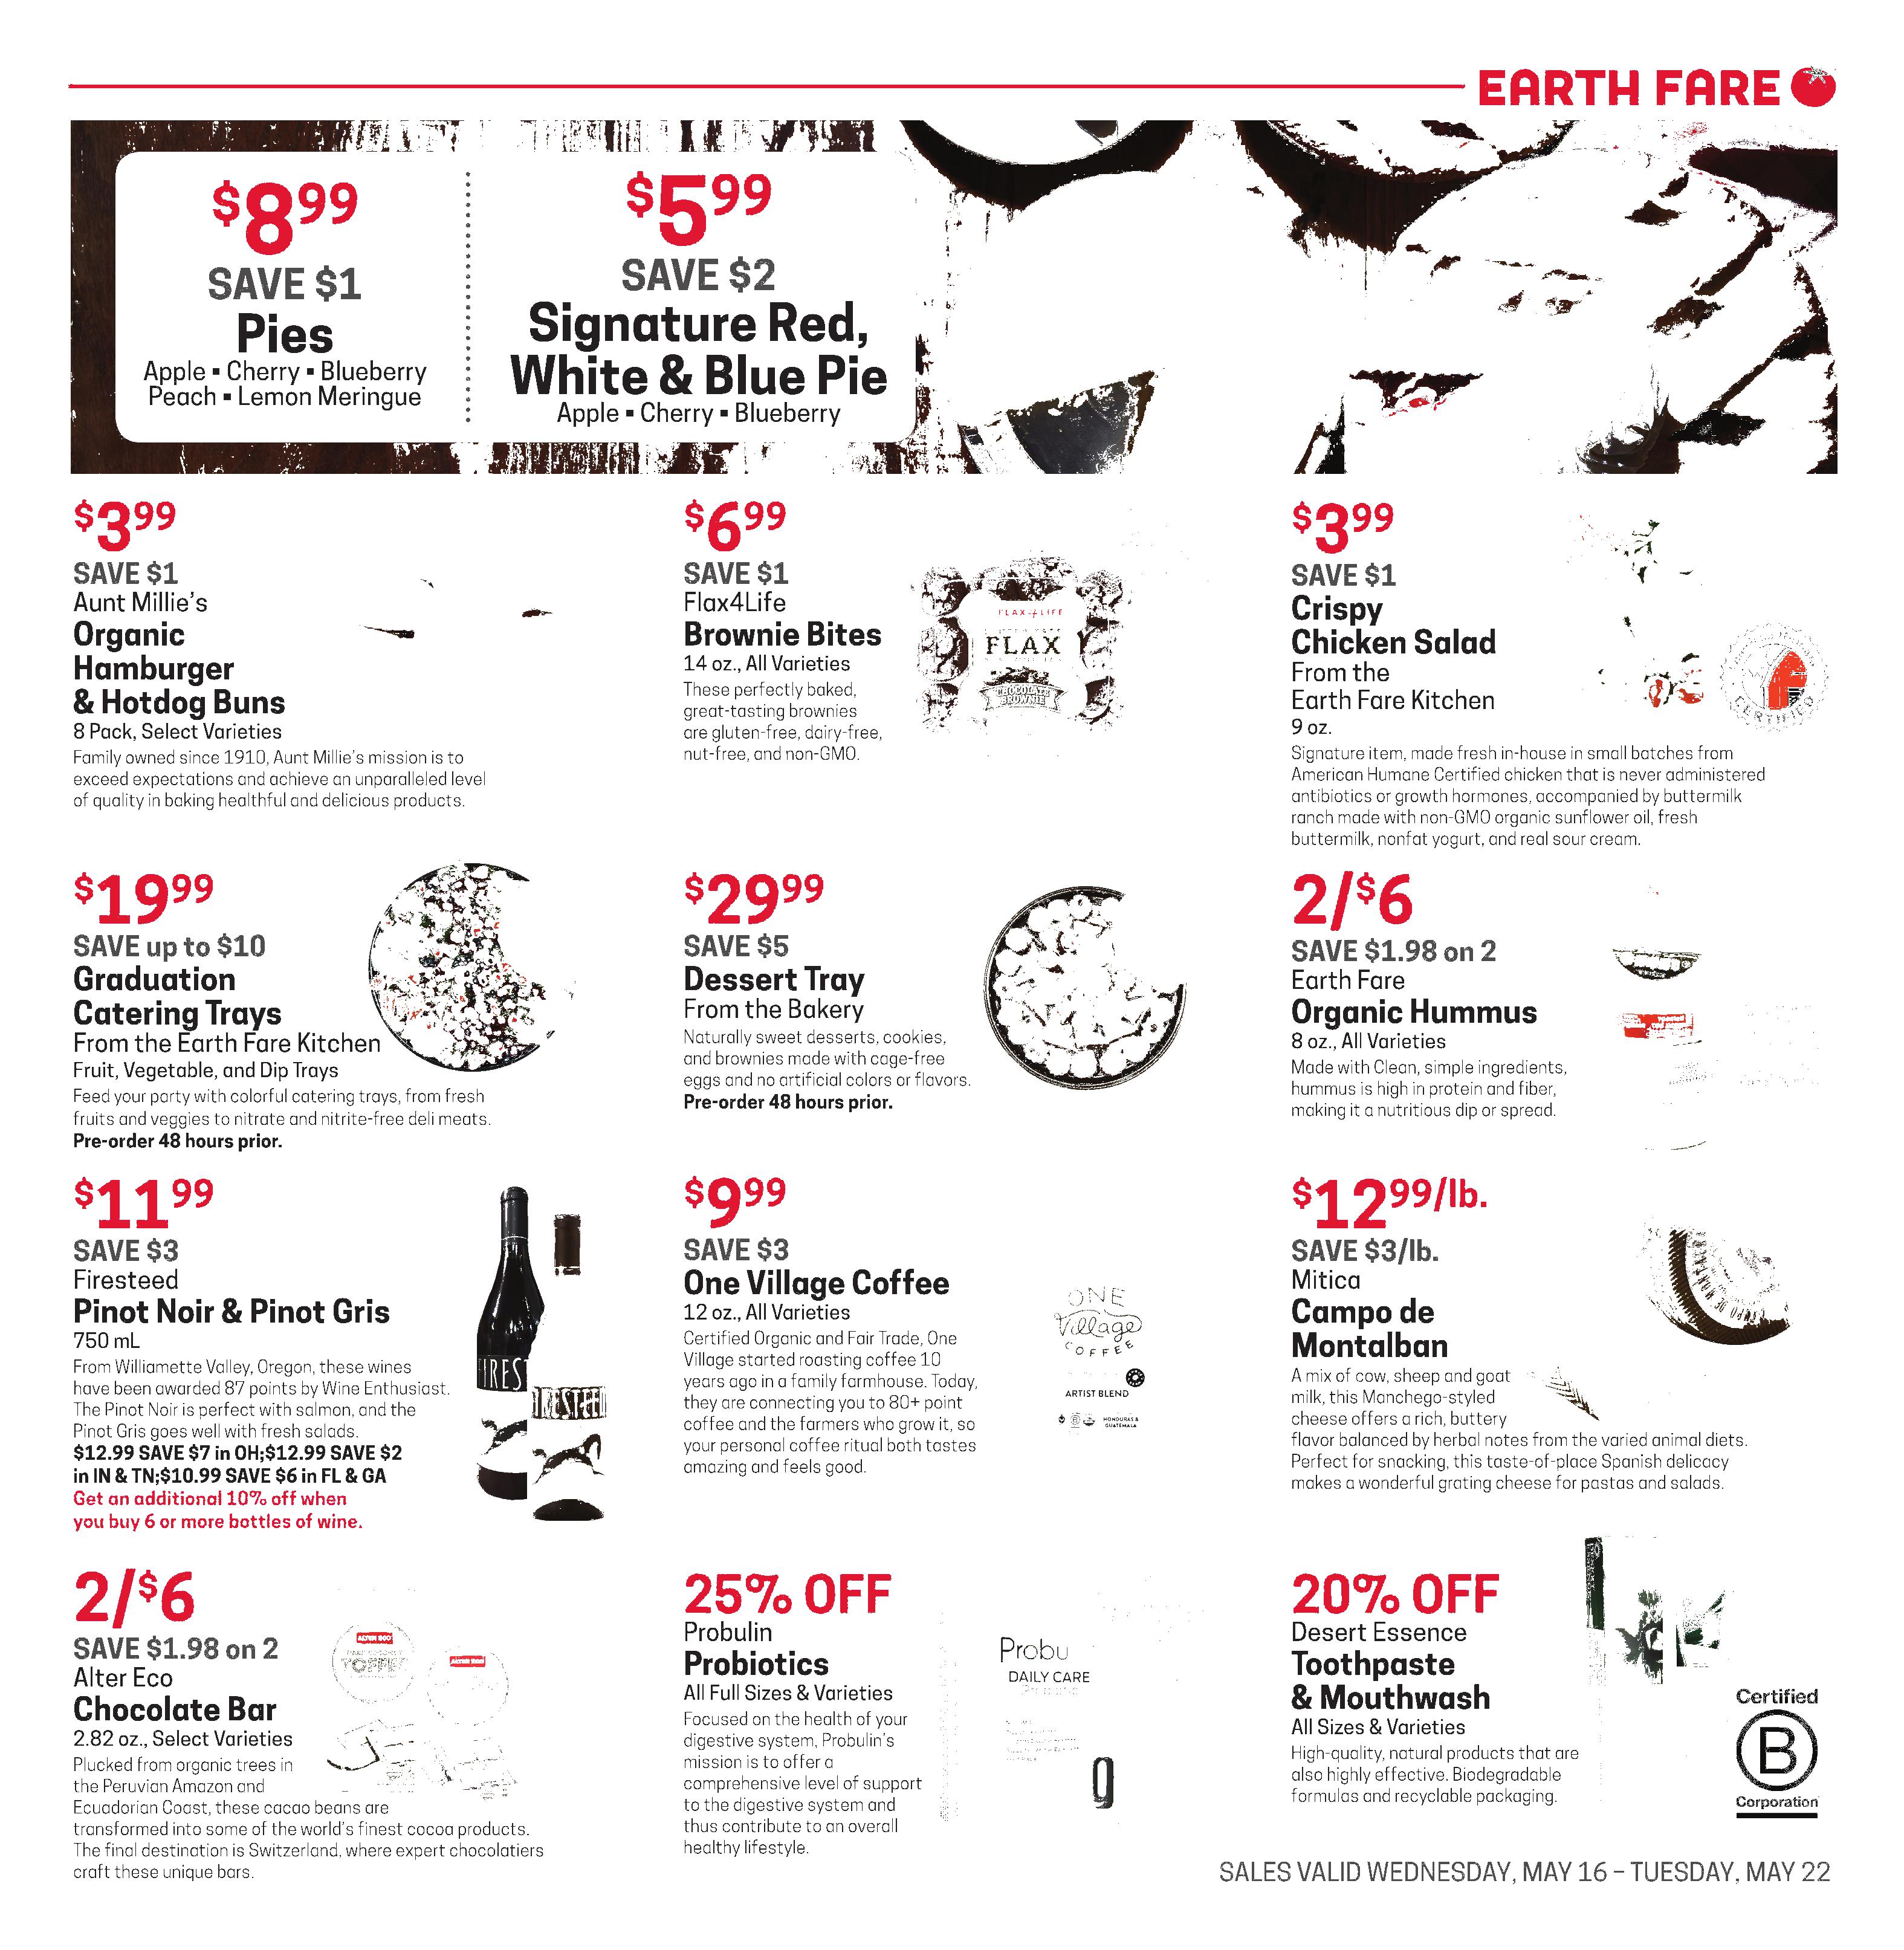 EARTH FARE
$8.99
SAVE $1
Pies
Apple ▪ Cherry ▪ Blueberry
Peach ▪ Lemon Meringue
$5.99
SAVE $2
Signature Red,
White & Blue Pie
Apple ▪ Cherry ▪ Blueberry
$3.99
SAVE $1
Aunt Millie's
Organic
Hamburger
& Hotdog Buns
8 Pack, Select Varieties
Family owned since 1910, Aunt Millie's mission is to
exceed expectations and achieve an unparalleled level
of quality in baking healthful and delicious products.
$6.99
SAVE $1
Flax4Life
Brownie Bites
14 oz., All Varieties
These perfectly baked,
great-tasting brownies
are gluten-free, dairy-free,
nut-free, and non-GMO.
FLAX4LIFE
FLAX
CHOCOLATE
BROWNIE
$3.99
SAVE $1
Crispy
Chicken Salad
From the
Earth Fare Kitchen
9 oz.
Signature item, made fresh in-house in small batches from
American Humane Certified chicken that is never administered
antibiotics or growth hormones, accompanied by buttermilk
ranch made with non-GMO organic sunflower oil, fresh
buttermilk, nonfat yogurt, and real sour cream.
CERTIFIED
$19.99
SAVE up to $10
Graduation
Catering Trays
From the Earth Fare Kitchen
Fruit, Vegetable, and Dip Trays
Feed your party with colorful catering trays, from fresh
fruits and veggies to nitrate and nitrite-free deli meats.
Pre-order 48 hours prior.
$29.99
SAVE $5
Dessert Tray
From the Bakery
Naturally sweet desserts, cookies,
and brownies made with cage-free
eggs and no artificial colors or flavors.
Pre-order 48 hours prior.
2/$6
SAVE $1.98 on 2
Earth Fare
Organic Hummus
8 oz., All Varieties
Made with Clean, simple ingredients,
hummus is high in protein and fiber,
making it a nutritious dip or spread.
$11.99
SAVE $3
Firesteed
Pinot Noir & Pinot Gris
750 mL
From Williamette Valley, Oregon, these wines
have been awarded 87 points by Wine Enthusiast.
The Pinot Noir is perfect with salmon, and the
Pinot Gris goes well with fresh salads.
$12.99 SAVE $7 in OH;$12.99 SAVE $2
in IN & TN;$10.99 SAVE $6 in FL & GA
Get an additional 10% off when
you buy 6 or more bottles of wine.
FIREST
FIRESTEED
$9.99
SAVE $3
One Village Coffee
12 oz., All Varieties
Certified Organic and Fair Trade, One
Village started roasting coffee 10
years ago in a family farmhouse. Today,
they are connecting you to 80+ point
coffee and the farmers who grow it, so
your personal coffee ritual both tastes
amazing and feels good.
ONE
Village
COFFEE
ARTIST BLEND
HONDURAS &
GUATEMALA
$12.99/lb.
SAVE $3/lb.
Mitica
Campo de
Montalban
A mix of cow, sheep and goat
milk, this Manchego-styled
cheese offers a rich, buttery
flavor balanced by herbal notes from the varied animal diets.
Perfect for snacking, this taste-of-place Spanish delicacy
makes a wonderful grating cheese for pastas and salads.
2/$6
SAVE $1.98 on 2
Alter Eco
Chocolate Bar
2.82 oz., Select Varieties
Plucked from organic trees in
the Peruvian Amazon and
Ecuadorian Coast, these cacao beans are
transformed into some of the world's finest cocoa products.
The final destination is Switzerland, where expert chocolatiers
craft these unique bars.
ALTER ECO
TOFFEE
25% OFF
Probulin
Probiotics
All Full Sizes & Varieties
Focused on the health of your
digestive system, Probulin's
mission is to offer a
comprehensive level of support
to the digestive system and
thus contribute to an overall
healthy lifestyle.
Probu
DAILY CARE
20% OFF
Desert Essence
Toothpaste
& Mouthwash
All Sizes & Varieties
High-quality, natural products that are
also highly effective. Biodegradable
formulas and recyclable packaging.
Certified
B
Corporation
SALES VALID WEDNESDAY, MAY 16 – TUESDAY, MAY 22